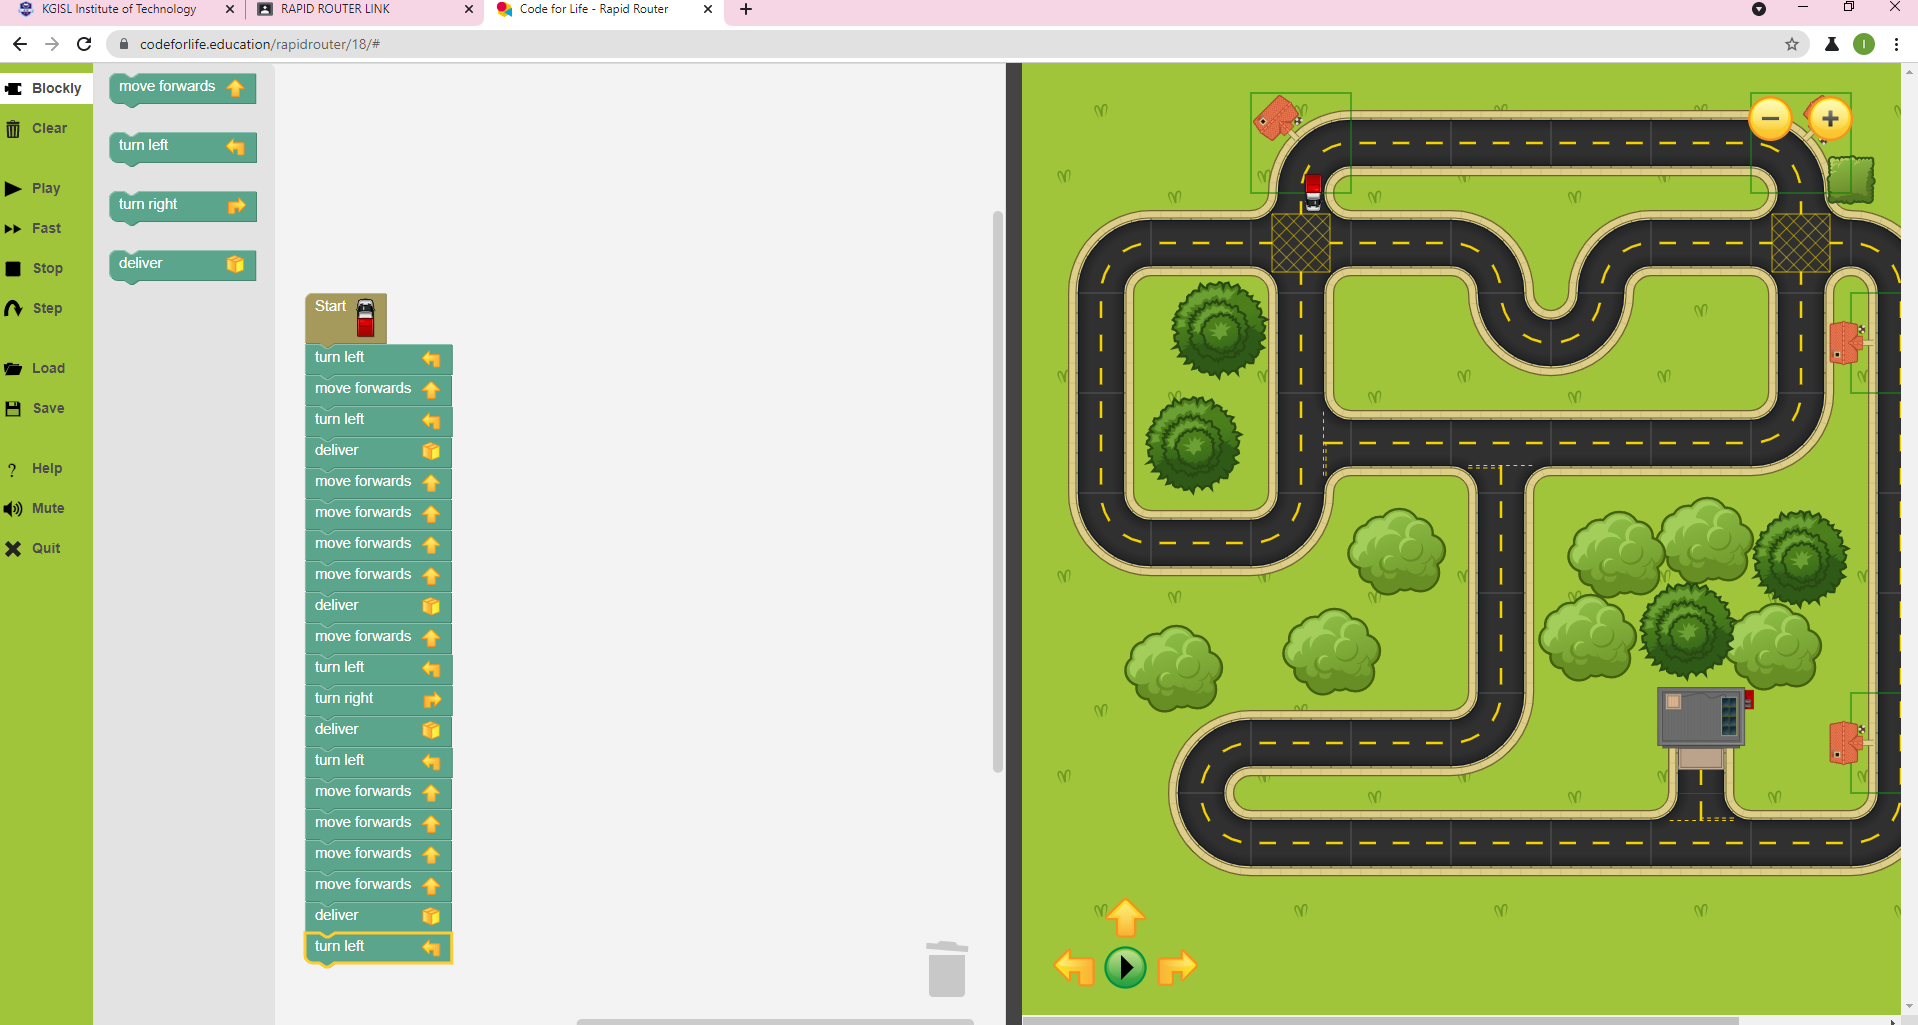 KGISL Institute of Technology
RAPID ROUTER LINK
Code for Life - Rapid Router
codeforlife.education/rapidrouter/18/#
I
Blockly
Clear
Play
Fast
Stop
Step
Load
Save
Help
Mute
Quit
move forwards
turn left
turn right
deliver
Start
turn left
move forwards
turn left
deliver
move forwards
move forwards
move forwards
move forwards
deliver
move forwards
turn left
turn right
deliver
turn left
move forwards
move forwards
move forwards
move forwards
deliver
turn left